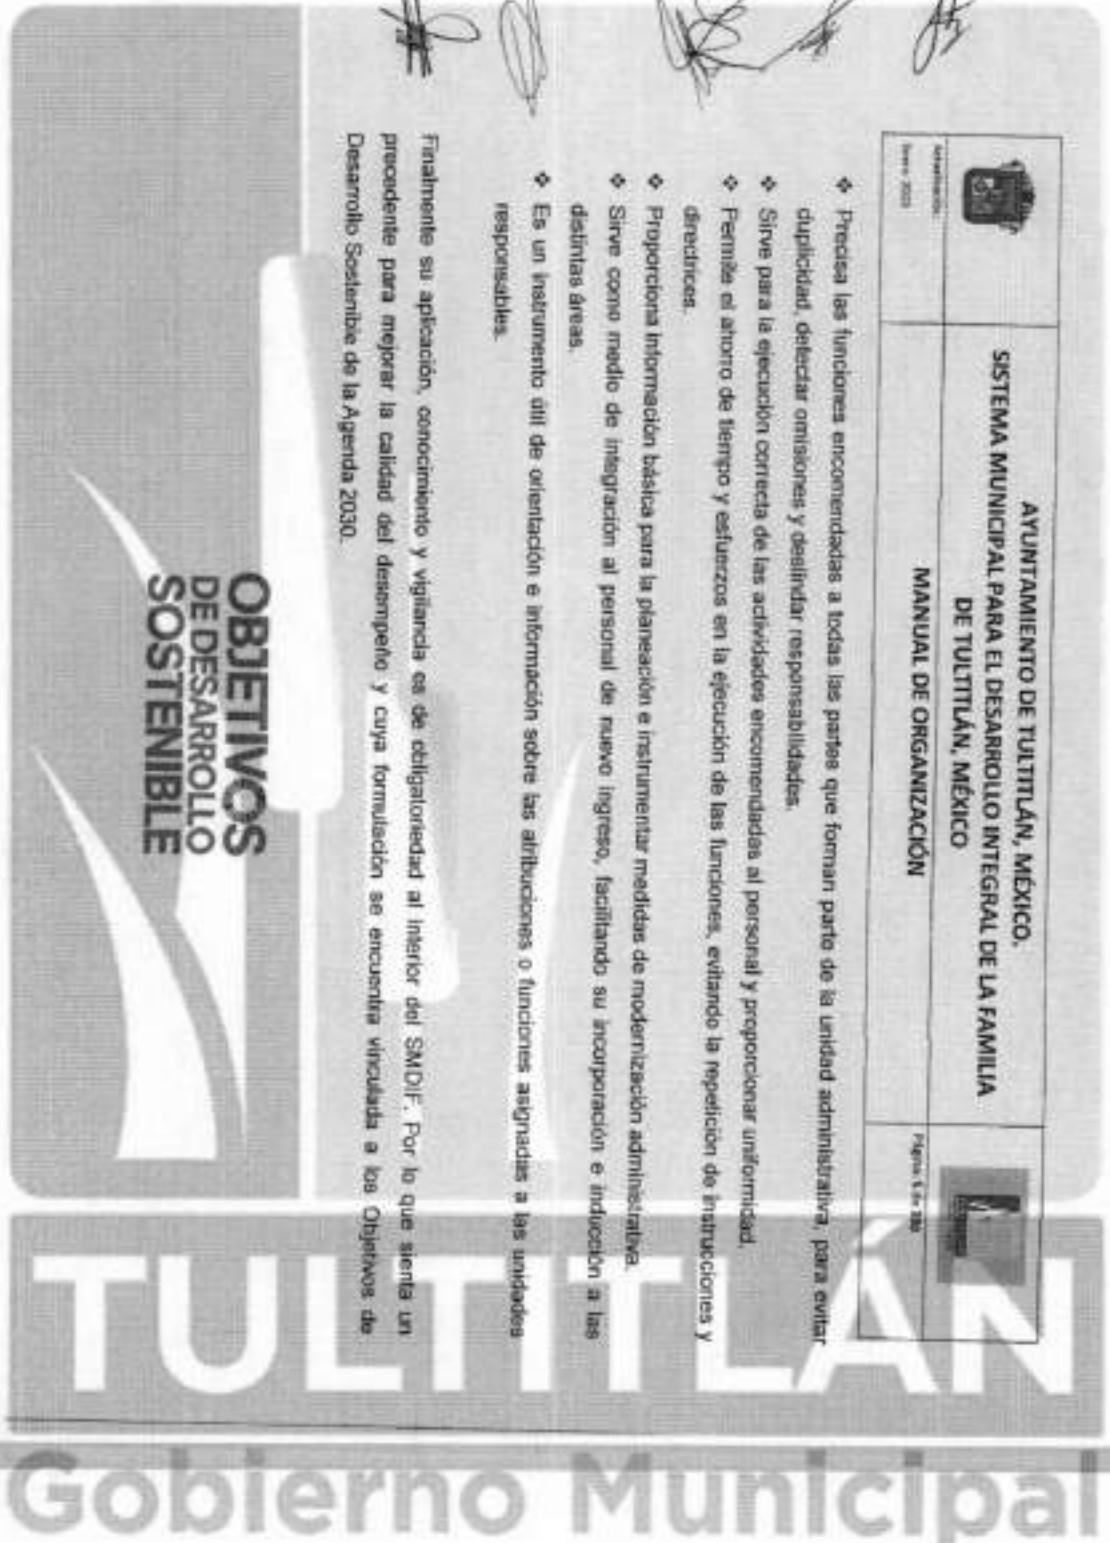 AYUNTAMIENTO DE TULTITLÁN, MÉXICO.
SISTEMA MUNICIPAL PARA EL DESARROLLO INTEGRAL DE LA FAMILIA
DE TULTITLÁN, MÉXICO
Actualización:
Enero, 2023
MANUAL DE ORGANIZACIÓN
❖ Precisa las funciones encomendadas a todas las partes que forman parte de la unidad administrativa, para evitar
duplicidad, detectar omisiones y deslindar responsabilidades.
❖ Sirve para la ejecución correcta de las actividades encomendadas al personal y proporcionar uniformidad.
❖ Permite el ahorro de tiempo y esfuerzos en la ejecución de las funciones, evitando la repetición de instrucciones y
directrices.
❖ Proporciona información básica para la planeación e instrumentar medidas de modernización administrativa.
❖ Sirve como medio de integración al personal de nuevo ingreso, facilitando su incorporación e inducción a las
distintas áreas.
❖ Es un instrumento útil de orientación e información sobre las atribuciones o funciones asignadas a las unidades
responsables.
Finalmente su aplicación, conocimiento y vigilancia es de obligatoriedad al interior del SMDIF. Por lo que sienta un
precedente para mejorar la calidad del desempeño y cuya formulación se encuentra vinculada a los Objetivos de
Desarrollo Sostenible de la Agenda 2030.
OBJETIVOS
DE DESARROLLO
SOSTENIBLE
TULTITLÁN
Gobierno Municipal